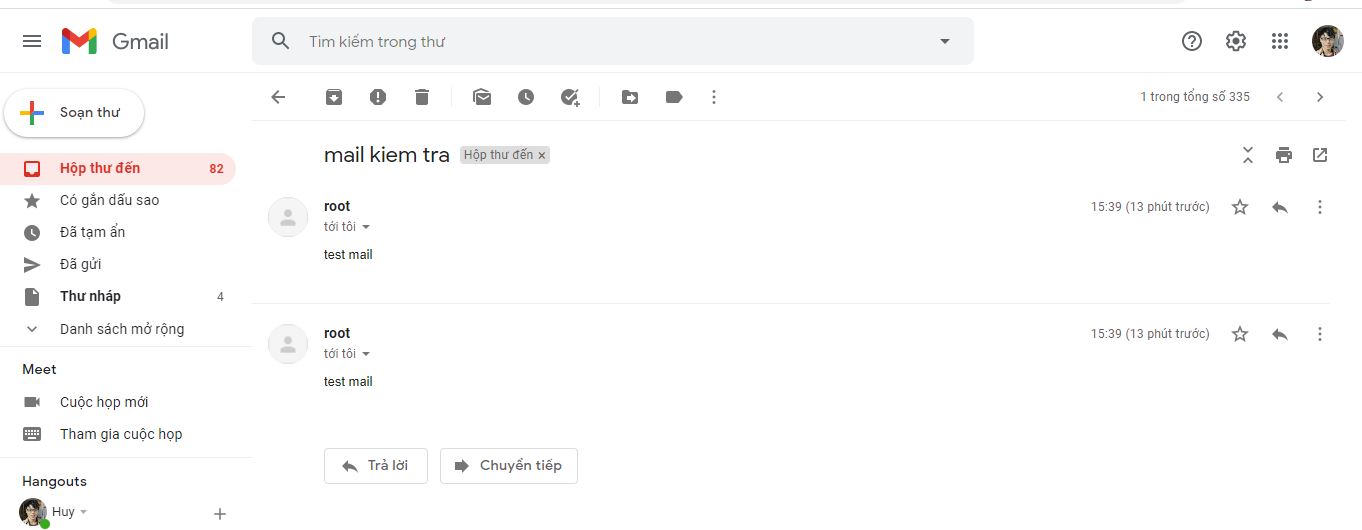 Gmail
Tìm kiếm trong thư
Soạn thư
1 trong tổng số 335
Hộp thư đến 82
Có gắn dấu sao
Đã tạm ẩn
Đã gửi
Thư nháp 4
Danh sách mở rộng
Meet
Cuộc họp mới
Tham gia cuộc họp
Hangouts
Huy
mail kiem tra Hộp thư đến ×
root 15:39 (13 phút trước)
tới tôi
test mail
root 15:39 (13 phút trước)
tới tôi
test mail
Trả lời Chuyển tiếp